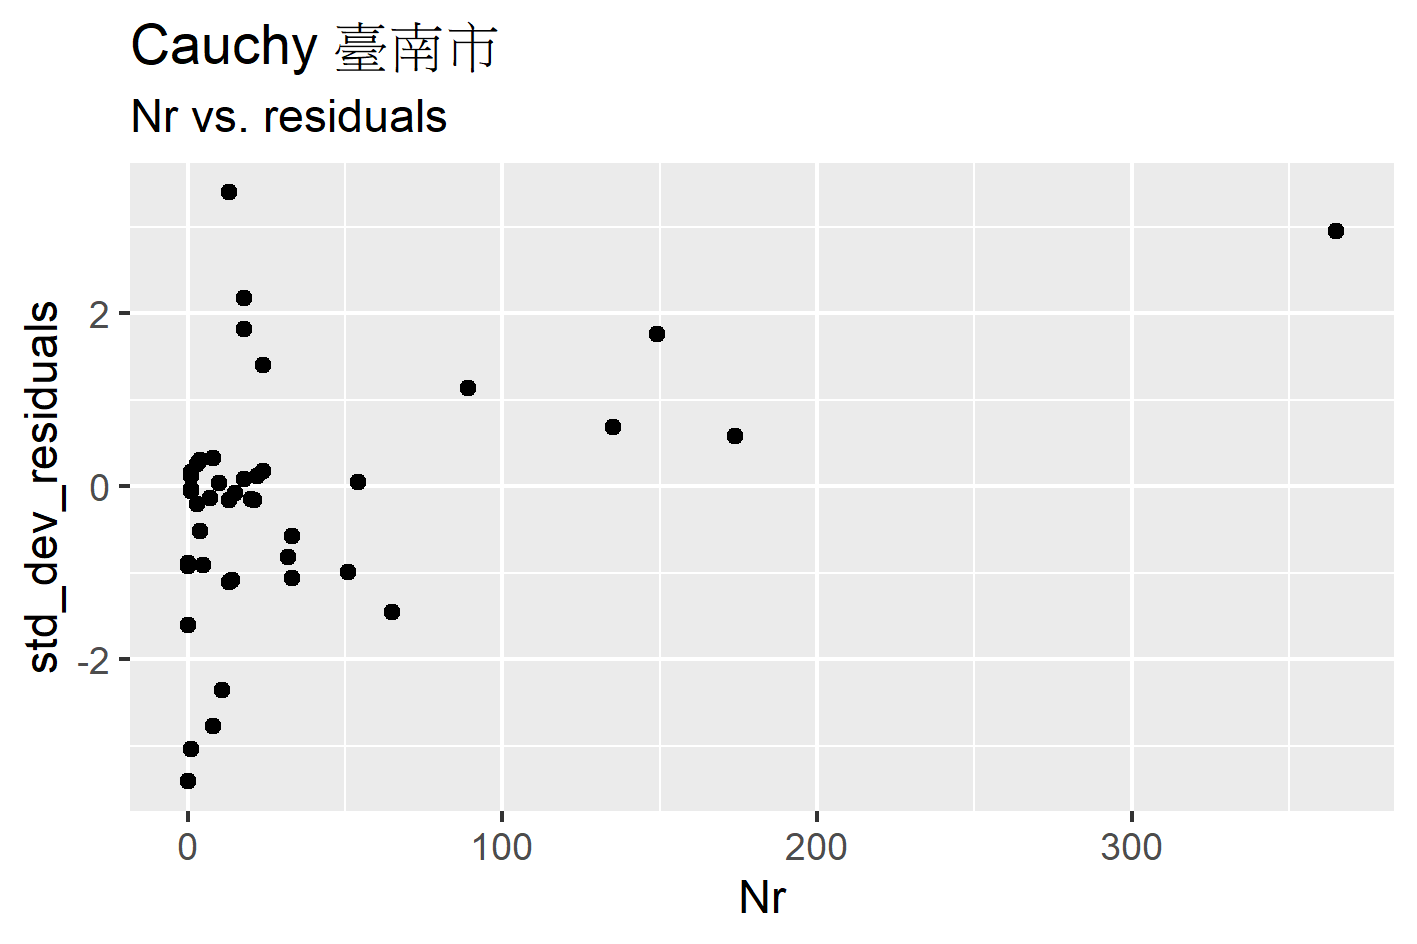 Cauchy 臺南市
Nr vs. residuals
std_dev_residuals
2
0
-2
0
100
200
300
Nr